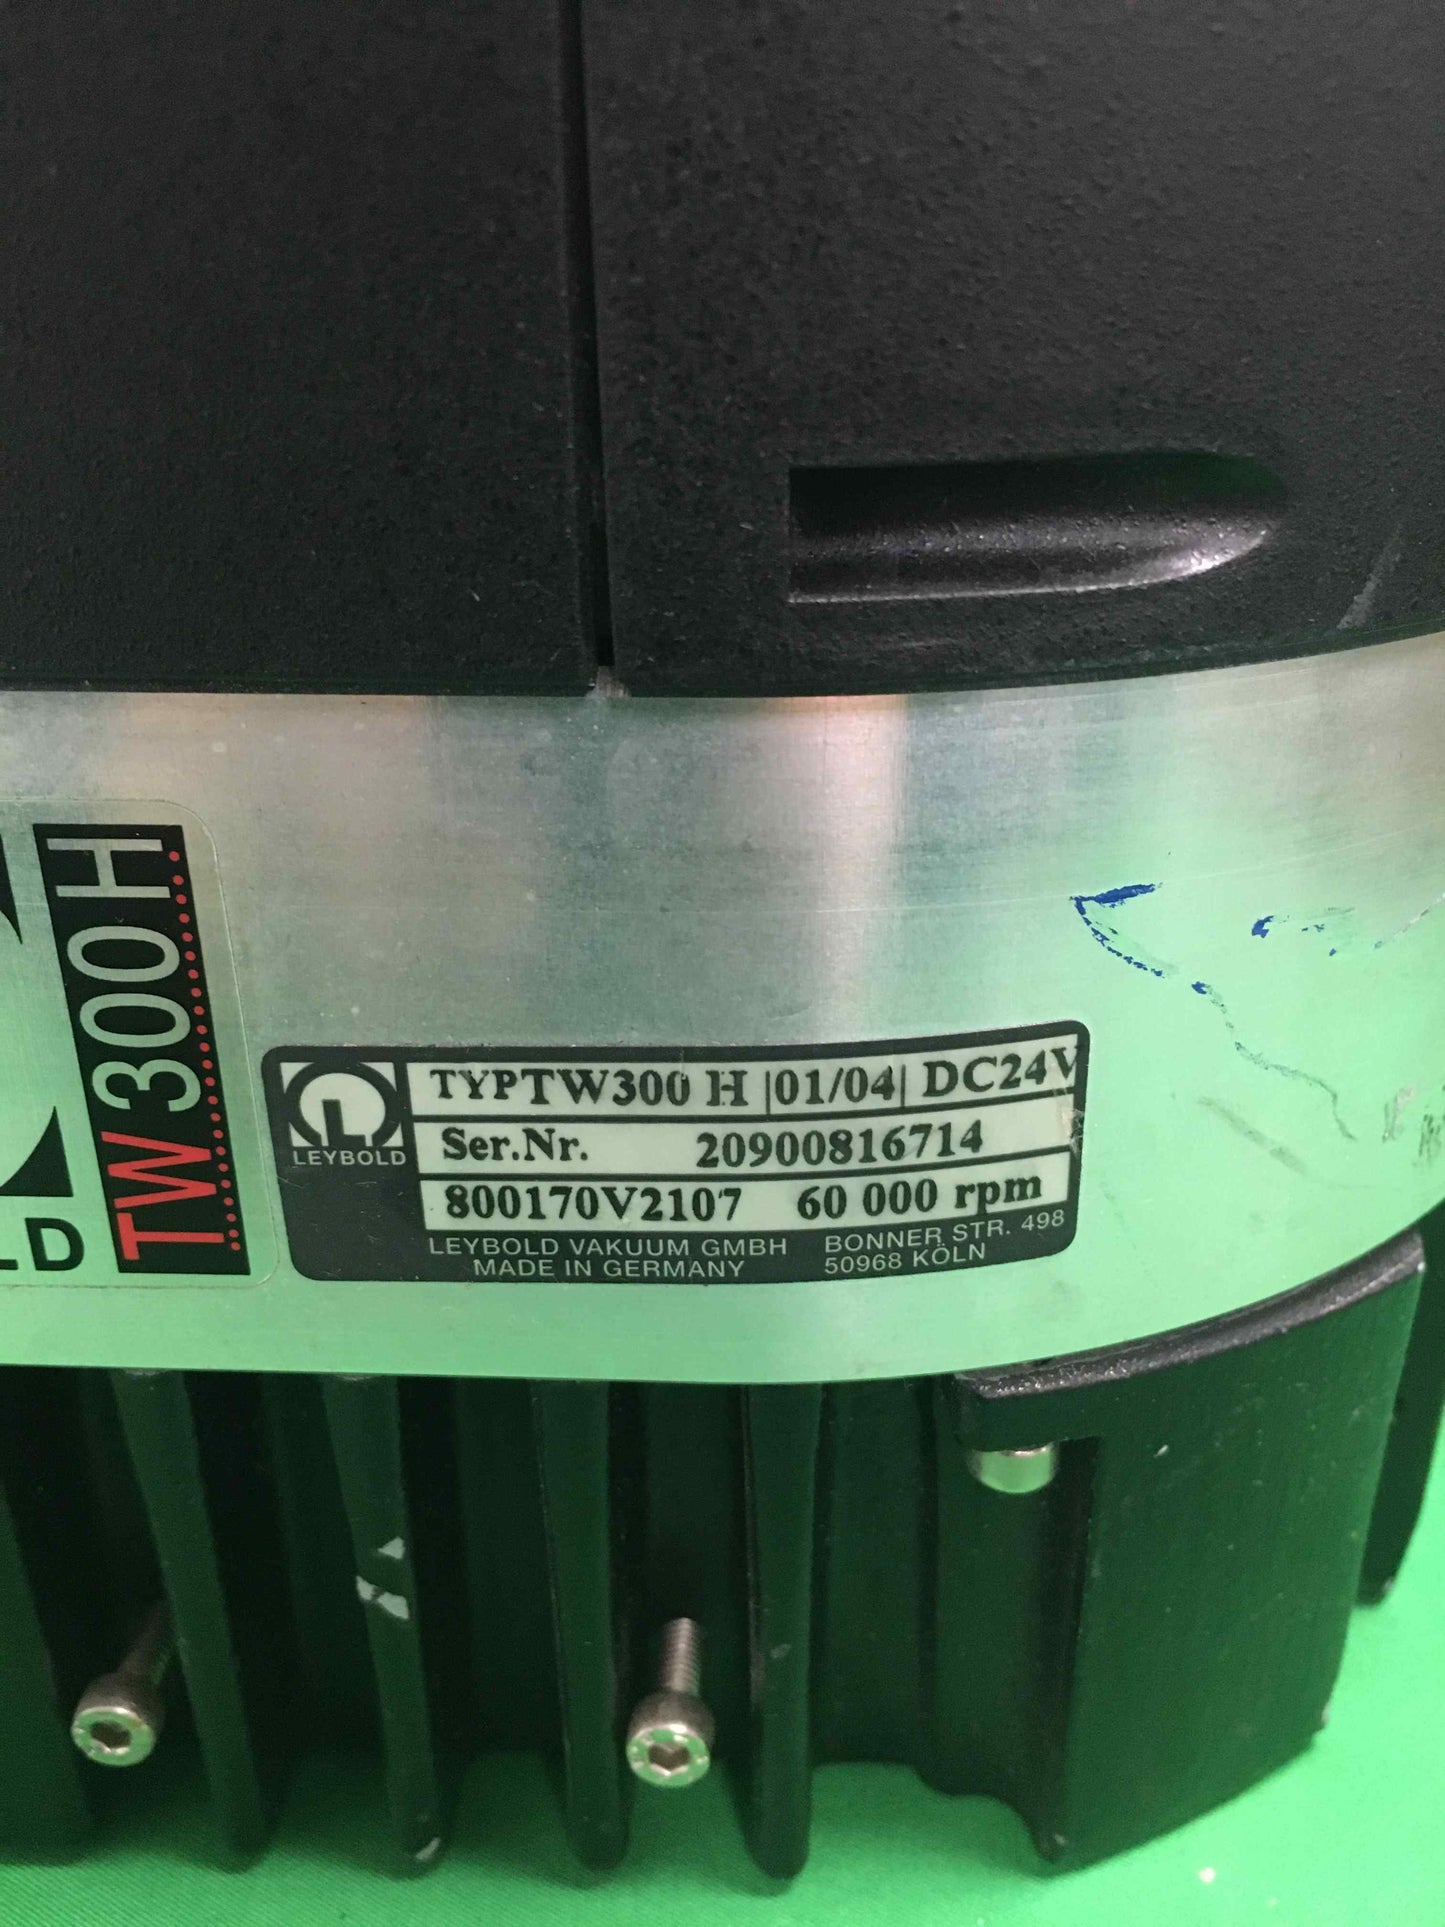 LD
TW 300 H
LEYBOLD
TYPTW300 H |01/04| DC24V
Ser.Nr. 20900816714
800170V2107 60 000 rpm
LEYBOLD VAKUUM GMBH BONNER STR. 498
MADE IN GERMANY 50968 KÖLN